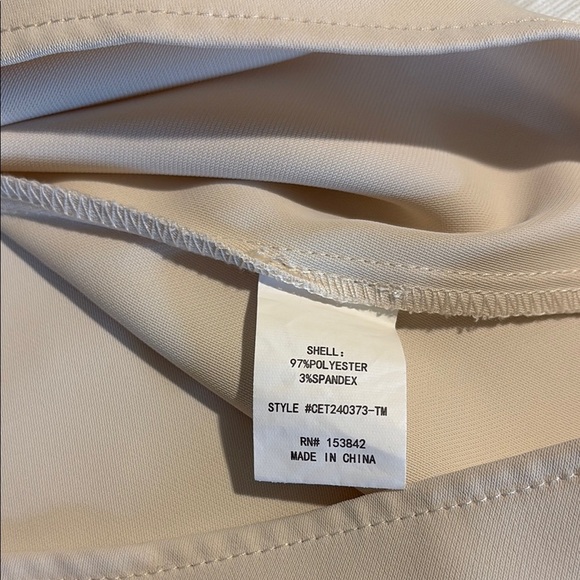 SHELL:
97%POLYESTER
3%SPANDEX
STYLE #CET240373-TM
RN# 153842
MADE IN CHINA